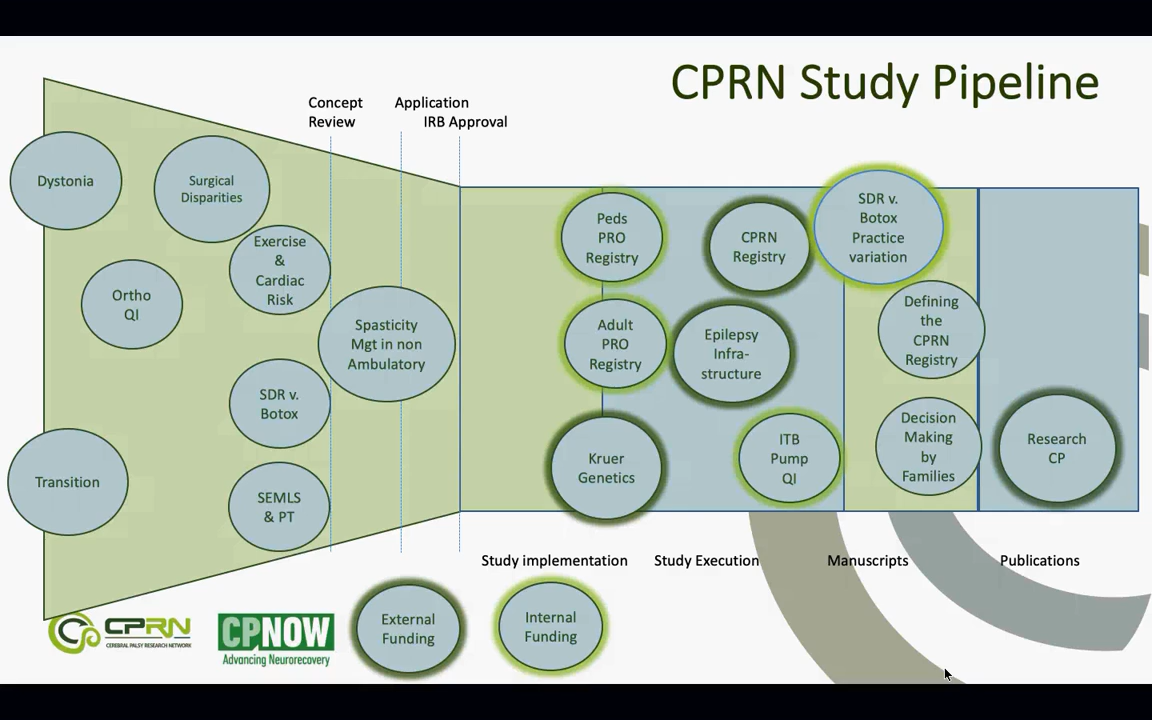 CPRN Study Pipeline
Concept
Review
Application
IRB Approval
Dystonia
Surgical
Disparities
Exercise
&
Cardiac
Risk
Ortho
QI
Spasticity
Mgt in non
Ambulatory
SDR v.
Botox
Transition
SEMLS
& PT
Peds
PRO
Registry
Adult
PRO
Registry
Kruer
Genetics
CPRN
Registry
Epilepsy
Infra-
structure
ITB
Pump
QI
SDR v.
Botox
Practice
variation
Defining
the
CPRN
Registry
Decision
Making
by
Families
Research
CP
Study implementation
Study Execution
Manuscripts
Publications
CPRN
CEREBRAL PALSY RESEARCH NETWORK
CPNOW
Advancing Neurorecovery
External
Funding
Internal
Funding